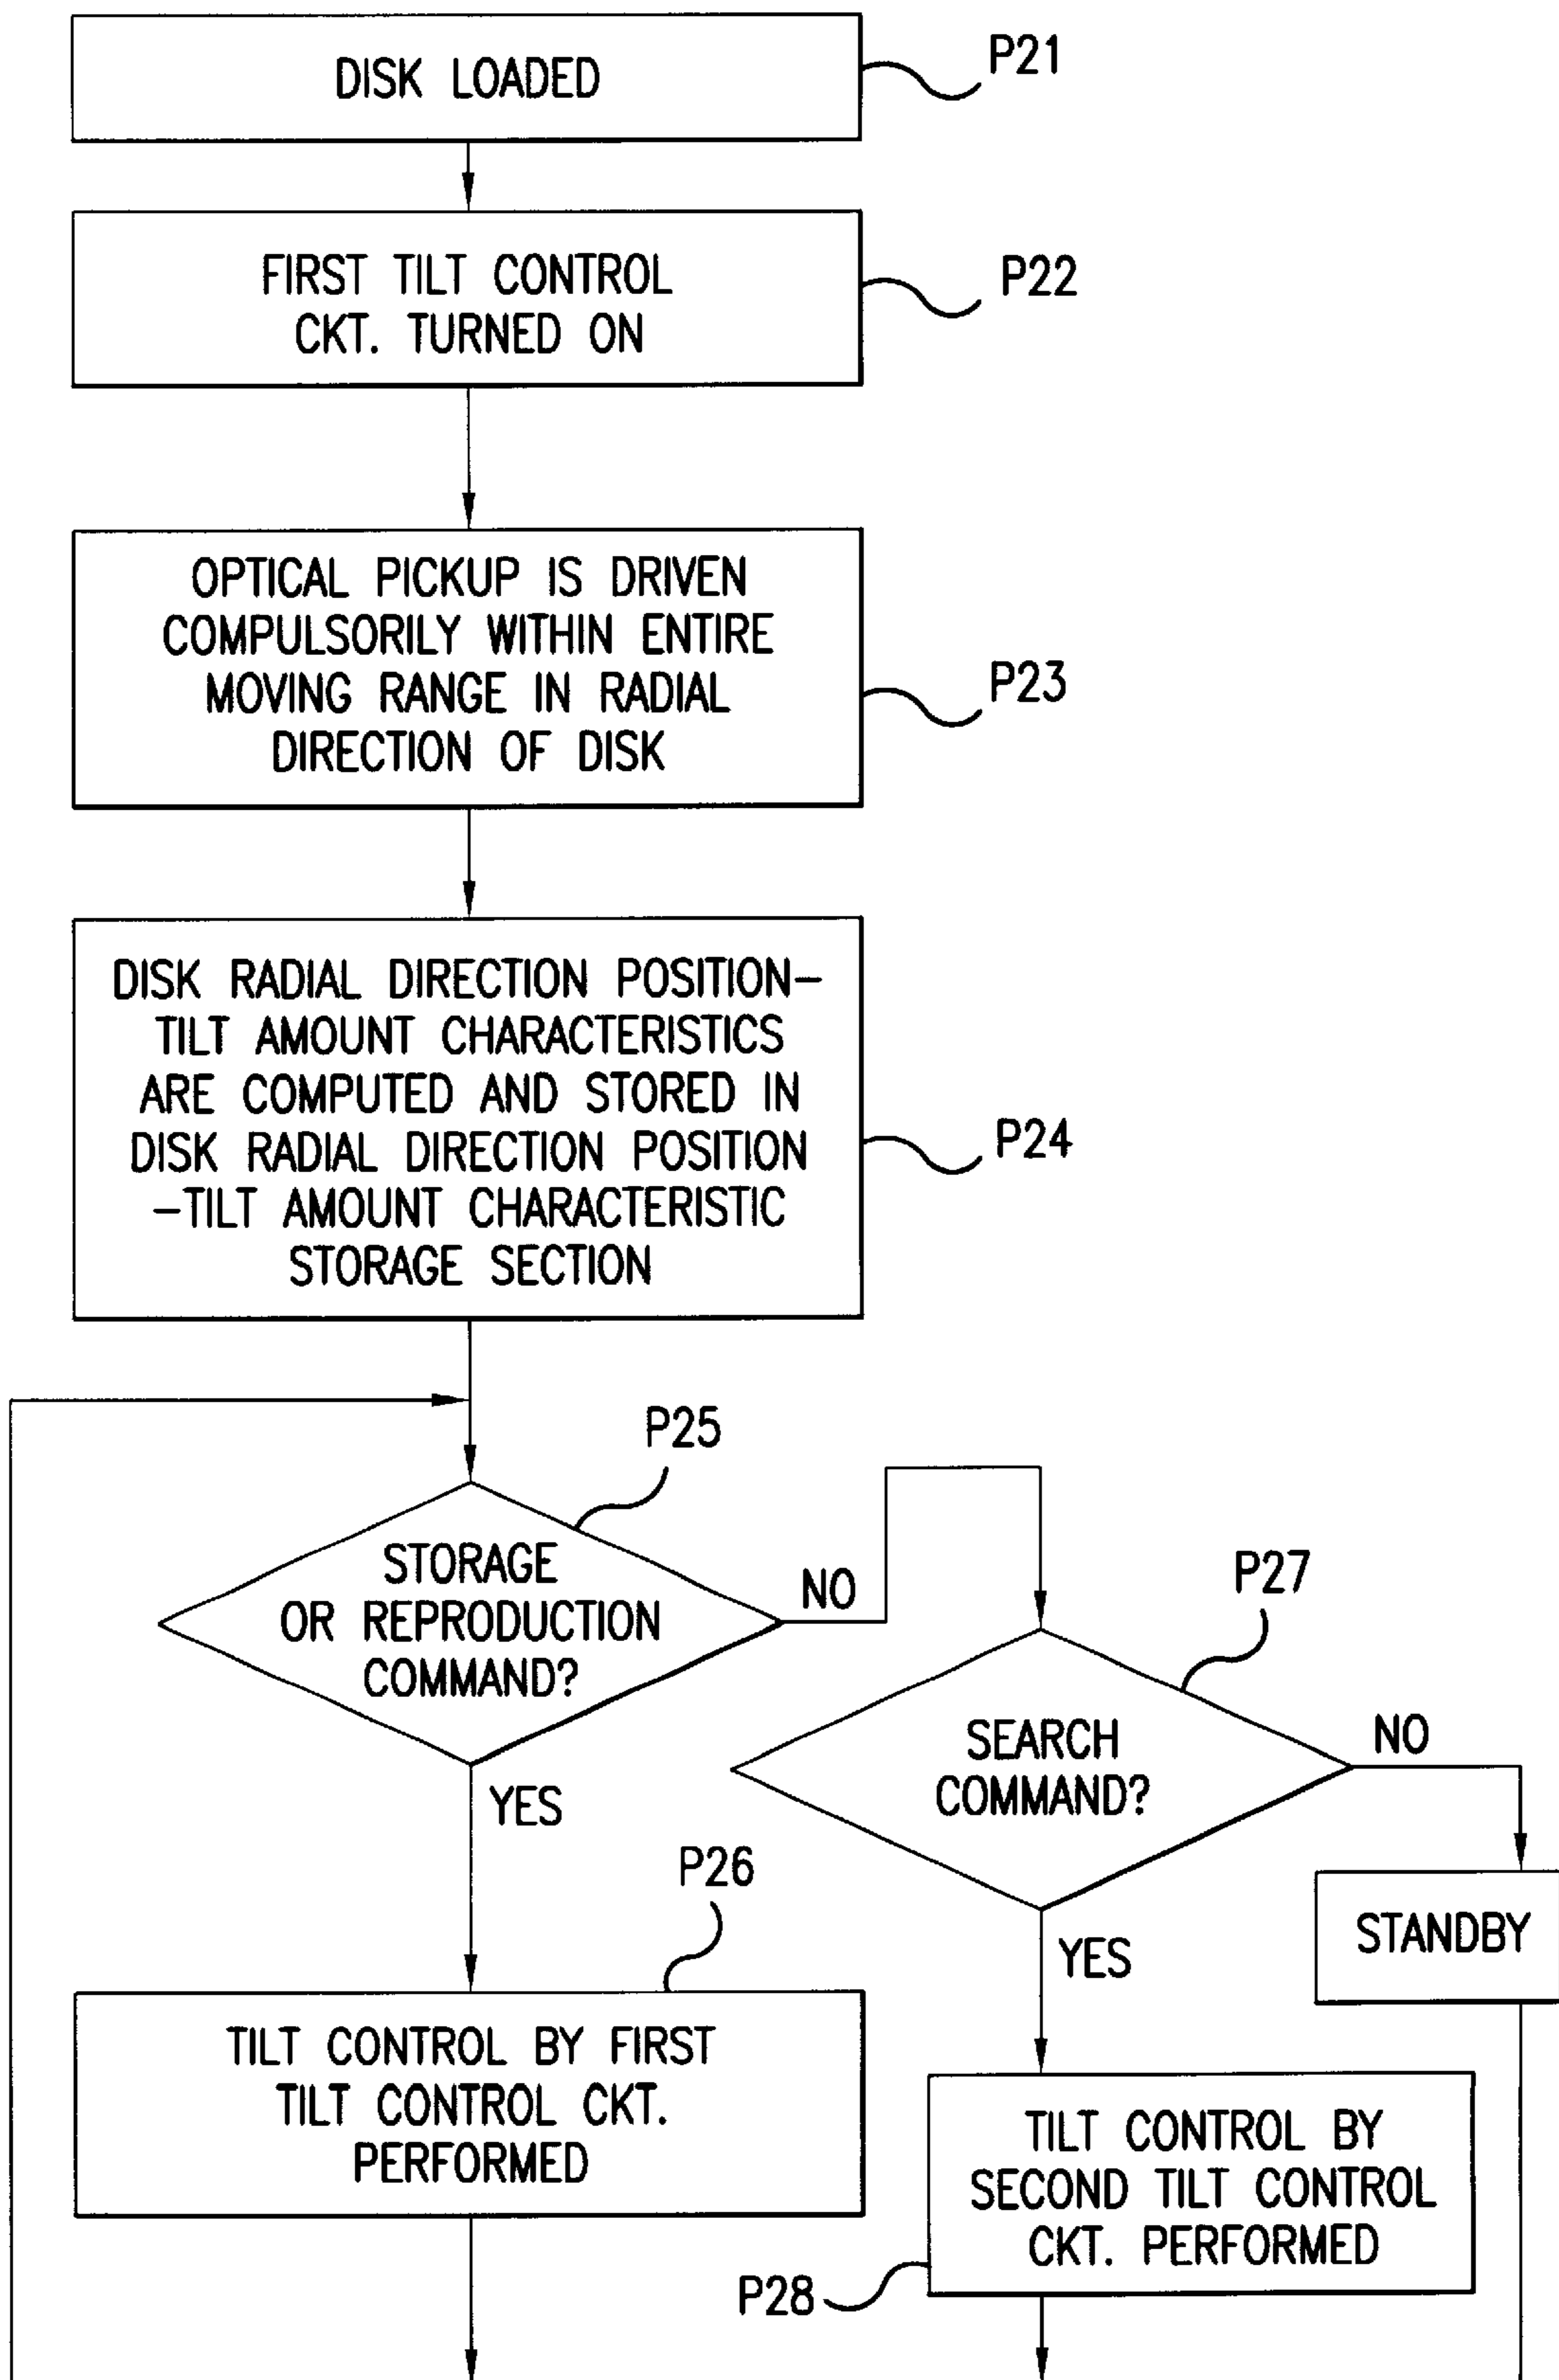 DISK LOADED
P21
FIRST TILT CONTROL
CKT. TURNED ON
P22
OPTICAL PICKUP IS DRIVEN
COMPULSORILY WITHIN ENTIRE
MOVING RANGE IN RADIAL
DIRECTION OF DISK
P23
DISK RADIAL DIRECTION POSITION–
TILT AMOUNT CHARACTERISTICS
ARE COMPUTED AND STORED IN
DISK RADIAL DIRECTION POSITION
–TILT AMOUNT CHARACTERISTIC
STORAGE SECTION
P24
P25
STORAGE
OR REPRODUCTION
COMMAND?
NO
YES
P27
SEARCH
COMMAND?
NO
YES
STANDBY
P26
TILT CONTROL BY FIRST
TILT CONTROL CKT.
PERFORMED
TILT CONTROL BY
SECOND TILT CONTROL
CKT. PERFORMED
P28